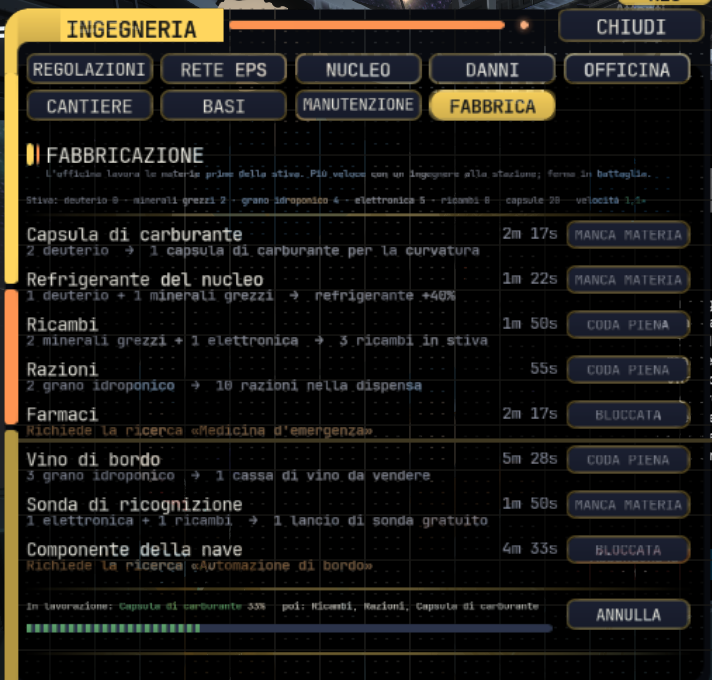 INGEGNERIA
CHIUDI
REGOLAZIONI RETE EPS NUCLEO DANNI OFFICINA
CANTIERE BASI MANUTENZIONE FABBRICA
FABBRICAZIONE
L'officina lavora le materie prime della stiva. Più veloce con un ingegnere alla stazione; ferma in battaglia.
Stiva: deuterio 0 · minerali grezzi 2 · grano idroponico 4 · elettronica 5 · ricambi 0 capsule 20 velocità
Capsula di carburante 2m 17s MANCA MATERIA
2 deuterio → 1 capsula di carburante per la curvatura
Refrigerante del nucleo 1m 22s MANCA MATERIA
1 deuterio + 1 minerali grezzi → refrigerante +40%
Ricambi 1m 50s CODA PIENA
2 minerali grezzi + 1 elettronica → 3 ricambi in stiva
Razioni 55s CODA PIENA
2 grano idroponico → 10 razioni nella dispensa
Farmaci 2m 17s BLOCCATA
Richiede la ricerca «Medicina d'emergenza»
Vino di bordo 5m 28s CODA PIENA
3 grano idroponico → 1 cassa di vino da vendere
Sonda di ricognizione 1m 50s MANCA MATERIA
1 elettronica + 1 ricambi → 1 lancio di sonda gratuito
Componente della nave 4m 33s BLOCCATA
Richiede la ricerca «Automazione di bordo»
In lavorazione: Capsula di carburante 33% poi: Ricambi, Razioni, Capsula di carburante
ANNULLA